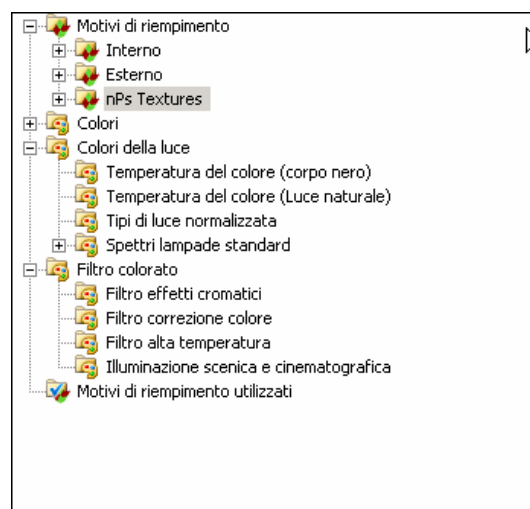 Motivi di riempimento
Interno
Esterno
nPs Textures
Colori
Colori della luce
Temperatura del colore (corpo nero)
Temperatura del colore (Luce naturale)
Tipi di luce normalizzata
Spettri lampade standard
Filtro colorato
Filtro effetti cromatici
Filtro correzione colore
Filtro alta temperatura
Illuminazione scenica e cinematografica
Motivi di riempimento utilizzati